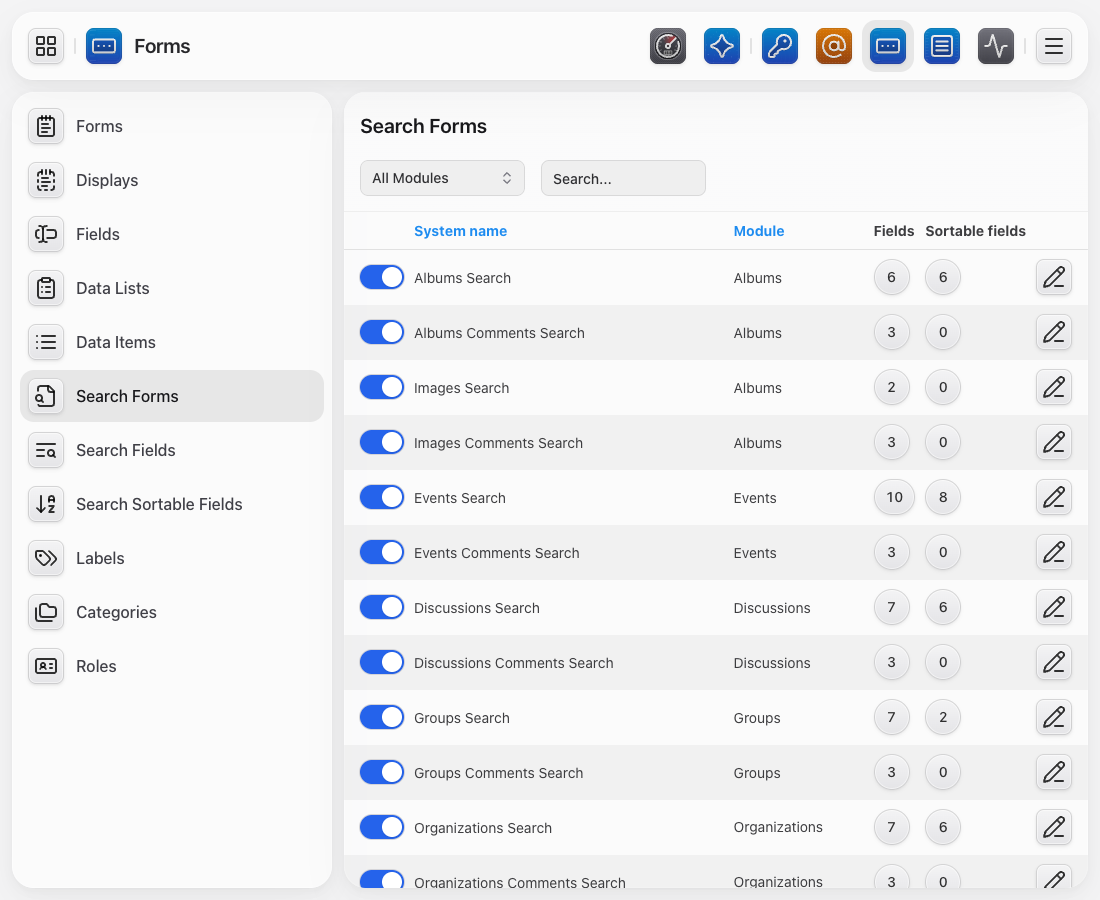 Forms
Forms
Displays
Fields
Data Lists
Data Items
Search Forms
Search Fields
Search Sortable Fields
Labels
Categories
Roles
Search Forms
All Modules Search...
System name Module Fields Sortable fields
Albums Search Albums 6 6
Albums Comments Search Albums 3 0
Images Search Albums 2 0
Images Comments Search Albums 3 0
Events Search Events 10 8
Events Comments Search Events 3 0
Discussions Search Discussions 7 6
Discussions Comments Search Discussions 3 0
Groups Search Groups 7 2
Groups Comments Search Groups 3 0
Organizations Search Organizations 7 6
Organizations Comments Search Organizations 3 0